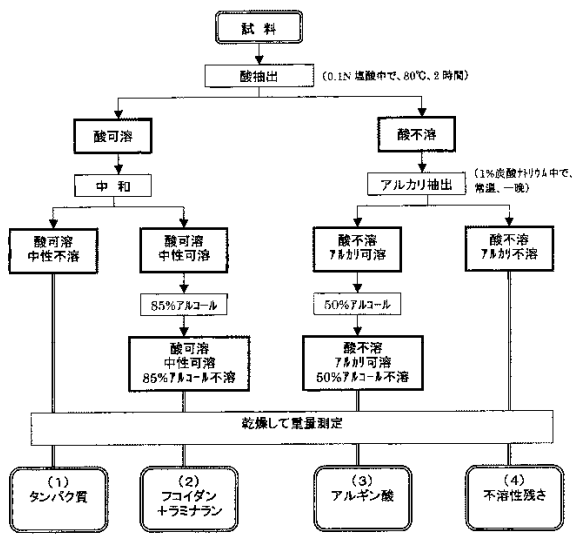 試料
酸抽出
(0.1N 塩酸中で、80℃、2時間)
酸可溶
酸不溶
中 和
アルカリ抽出
(1%炭酸ナトリウム中で、
常温、一晩)
酸可溶
中性不溶
酸可溶
中性可溶
酸不溶
アルカリ可溶
酸不溶
アルカリ不溶
85%アルコール
50%アルコール
酸可溶
中性可溶
85%アルコール不溶
酸不溶
アルカリ可溶
50%アルコール不溶
乾燥して重量測定
(1)
タンパク質
(2)
フコイダン
+ラミナラン
(3)
アルギン酸
(4)
不溶性残さ